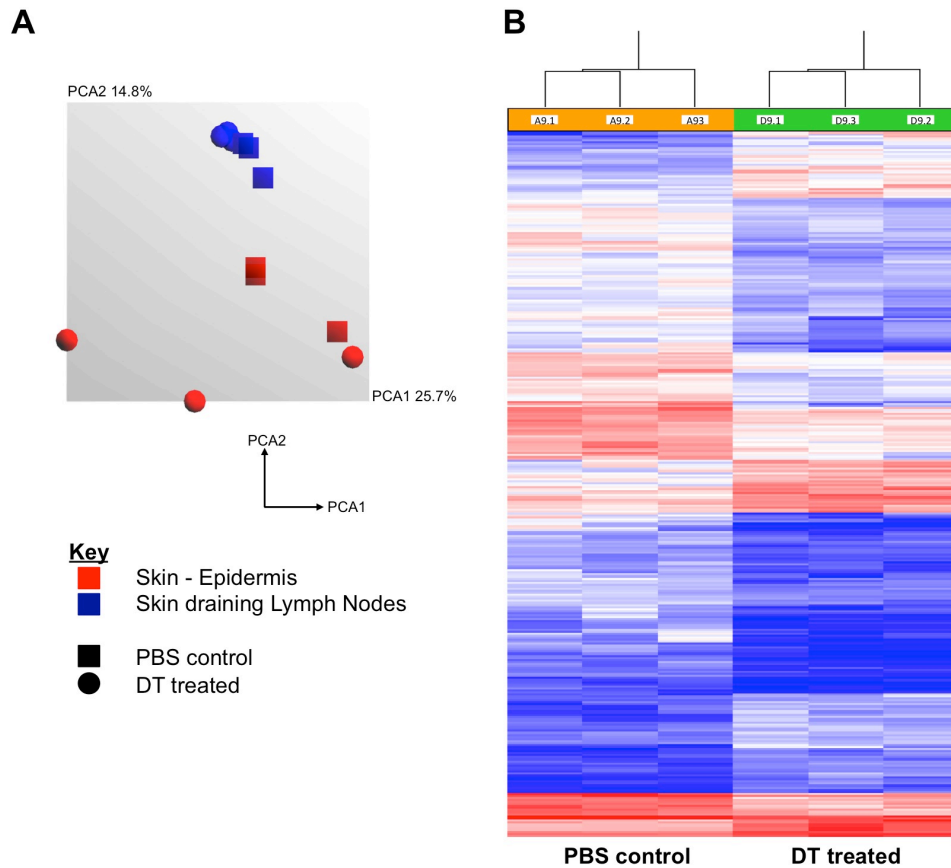 A
B
PCA2 14.8%
A9.1 A9.2 A93 D9.1 D9.3 D9.2
PCA1 25.7%
PCA2
PCA1
Key
Skin - Epidermis
Skin draining Lymph Nodes
PBS control
DT treated
PBS control DT treated